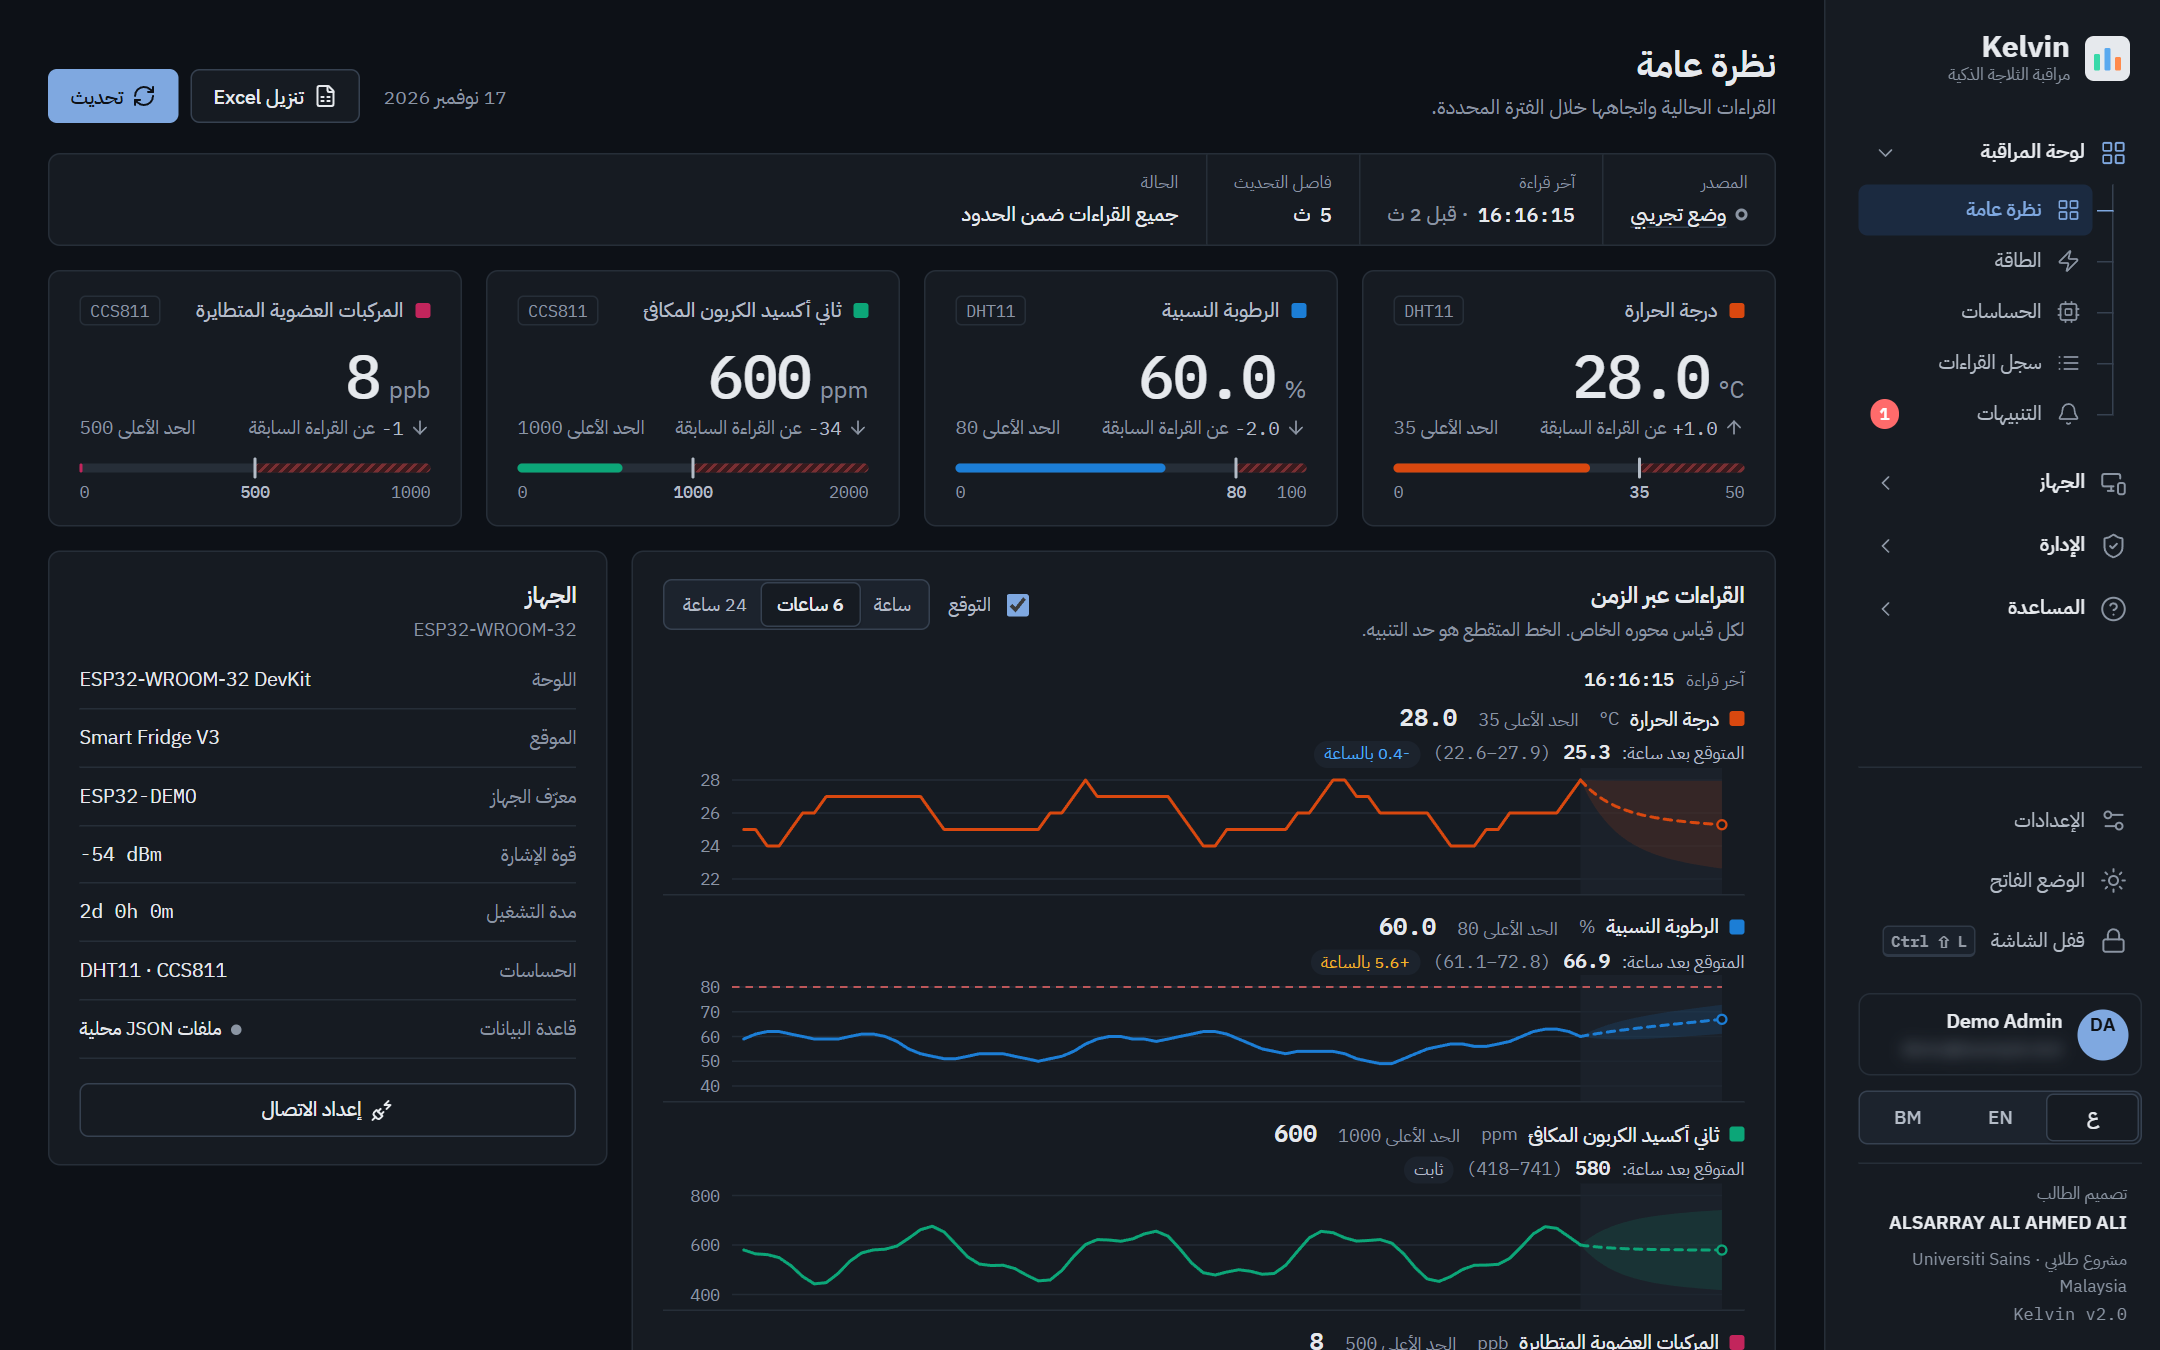 Kelvin
مراقبة الثلاجة الذكية
لوحة المراقبة
نظرة عامة
الطاقة
الحساسات
سجل القراءات
التنبيهات
1
الجهاز
الإدارة
المساعدة
الإعدادات
الوضع الفاتح
قفل الشاشة Ctrl ⇧ L
DA
Demo Admin
ع EN BM
تصميم الطالب
ALSARRAY ALI AHMED ALI
مشروع طلابي · Universiti Sains Malaysia
Kelvin v2.0
نظرة عامة
القراءات الحالية واتجاهها خلال الفترة المحددة.
17 نوفمبر 2026
تنزيل Excel
تحديث
المصدر
وضع تجريبي
آخر قراءة
16:16:15 · قبل 2 ث
فاصل التحديث
5 ث
الحالة
جميع القراءات ضمن الحدود
درجة الحرارة DHT11
28.0 °C
↑ +1.0 عن القراءة السابقة الحد الأعلى 35
0 35 50
الرطوبة النسبية DHT11
60.0 %
↓ -2.0 عن القراءة السابقة الحد الأعلى 80
0 80 100
ثاني أكسيد الكربون المكافئ CCS811
600 ppm
↓ -34 عن القراءة السابقة الحد الأعلى 1000
0 1000 2000
المركبات العضوية المتطايرة CCS811
8 ppb
↓ -1 عن القراءة السابقة الحد الأعلى 500
0 500 1000
القراءات عبر الزمن
لكل قياس محوره الخاص. الخط المتقطع هو حد التنبيه.
التوقع
ساعة 6 ساعات 24 ساعة
آخر قراءة 16:16:15
درجة الحرارة °C الحد الأعلى 35 28.0
المتوقع بعد ساعة: 25.3 (22.6–27.9) -0.4 بالساعة
28
26
24
22
الرطوبة النسبية % الحد الأعلى 80 60.0
المتوقع بعد ساعة: 66.9 (61.1–72.8) +5.6 بالساعة
80
70
60
50
40
ثاني أكسيد الكربون المكافئ ppm الحد الأعلى 1000 600
المتوقع بعد ساعة: 580 (418–741) ثابت
800
600
400
المركبات العضوية المتطايرة ppb الحد الأعلى 500 8
الجهاز
ESP32-WROOM-32
اللوحة ESP32-WROOM-32 DevKit
الموقع Smart Fridge V3
معرّف الجهاز ESP32-DEMO
قوة الإشارة -54 dBm
مدة التشغيل 2d 0h 0m
الحساسات DHT11 · CCS811
قاعدة البيانات ملفات JSON محلية
إعداد الاتصال